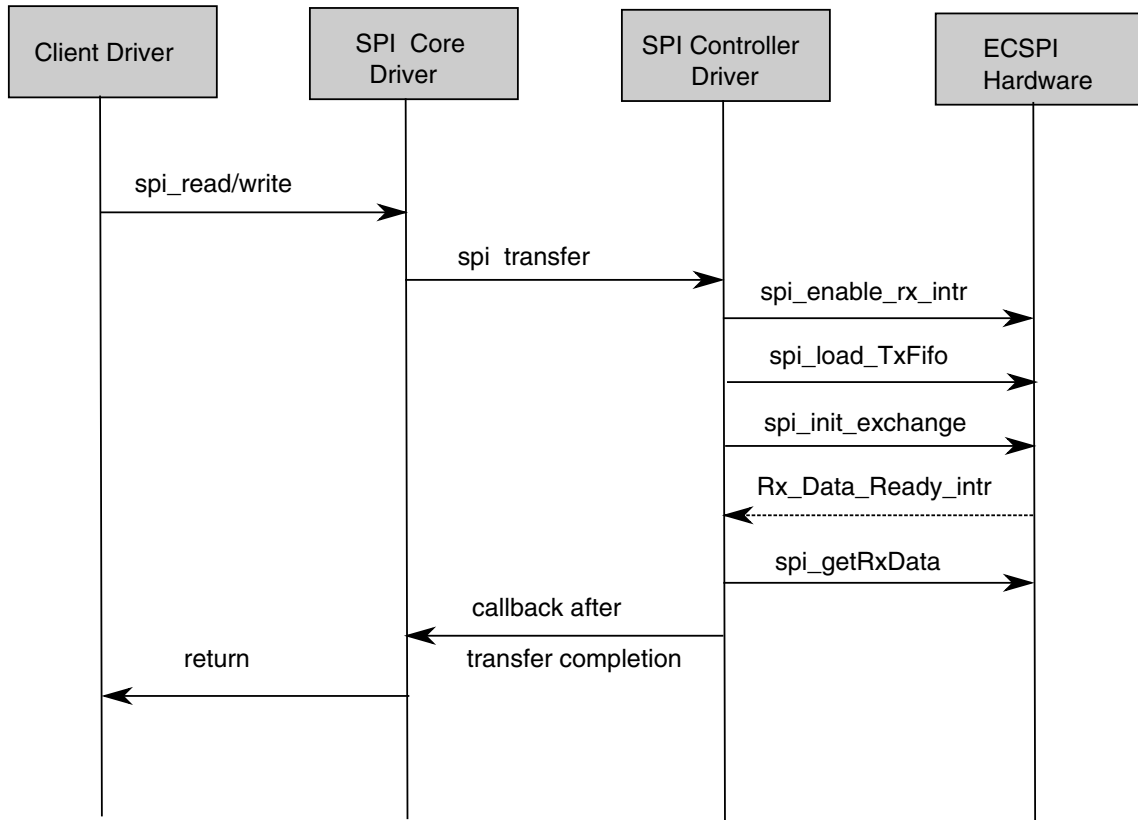 Client Driver
SPI Core
Driver
SPI Controller
Driver
ECSPI
Hardware
spi_read/write
spi transfer
spi_enable_rx_intr
spi_load_TxFifo
spi_init_exchange
Rx_Data_Ready_intr
spi_getRxData
callback after
transfer completion
return